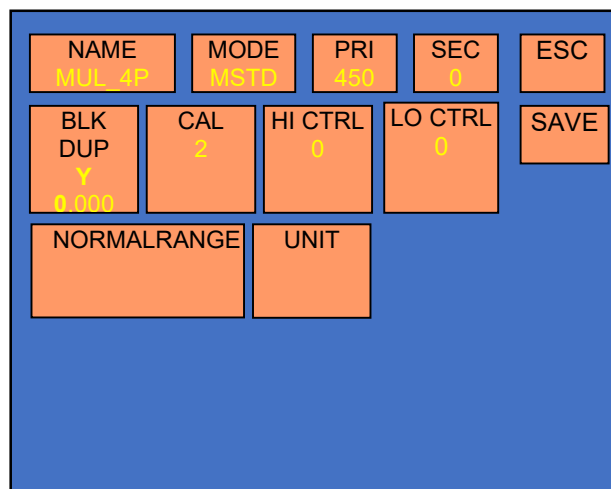 NAME MODE PRI SEC ESC
MUL_4P MSTD 450 0
BLK DUP CAL HI CTRL LO CTRL SAVE
Y 2 0 0
0.000
NORMALRANGE UNIT